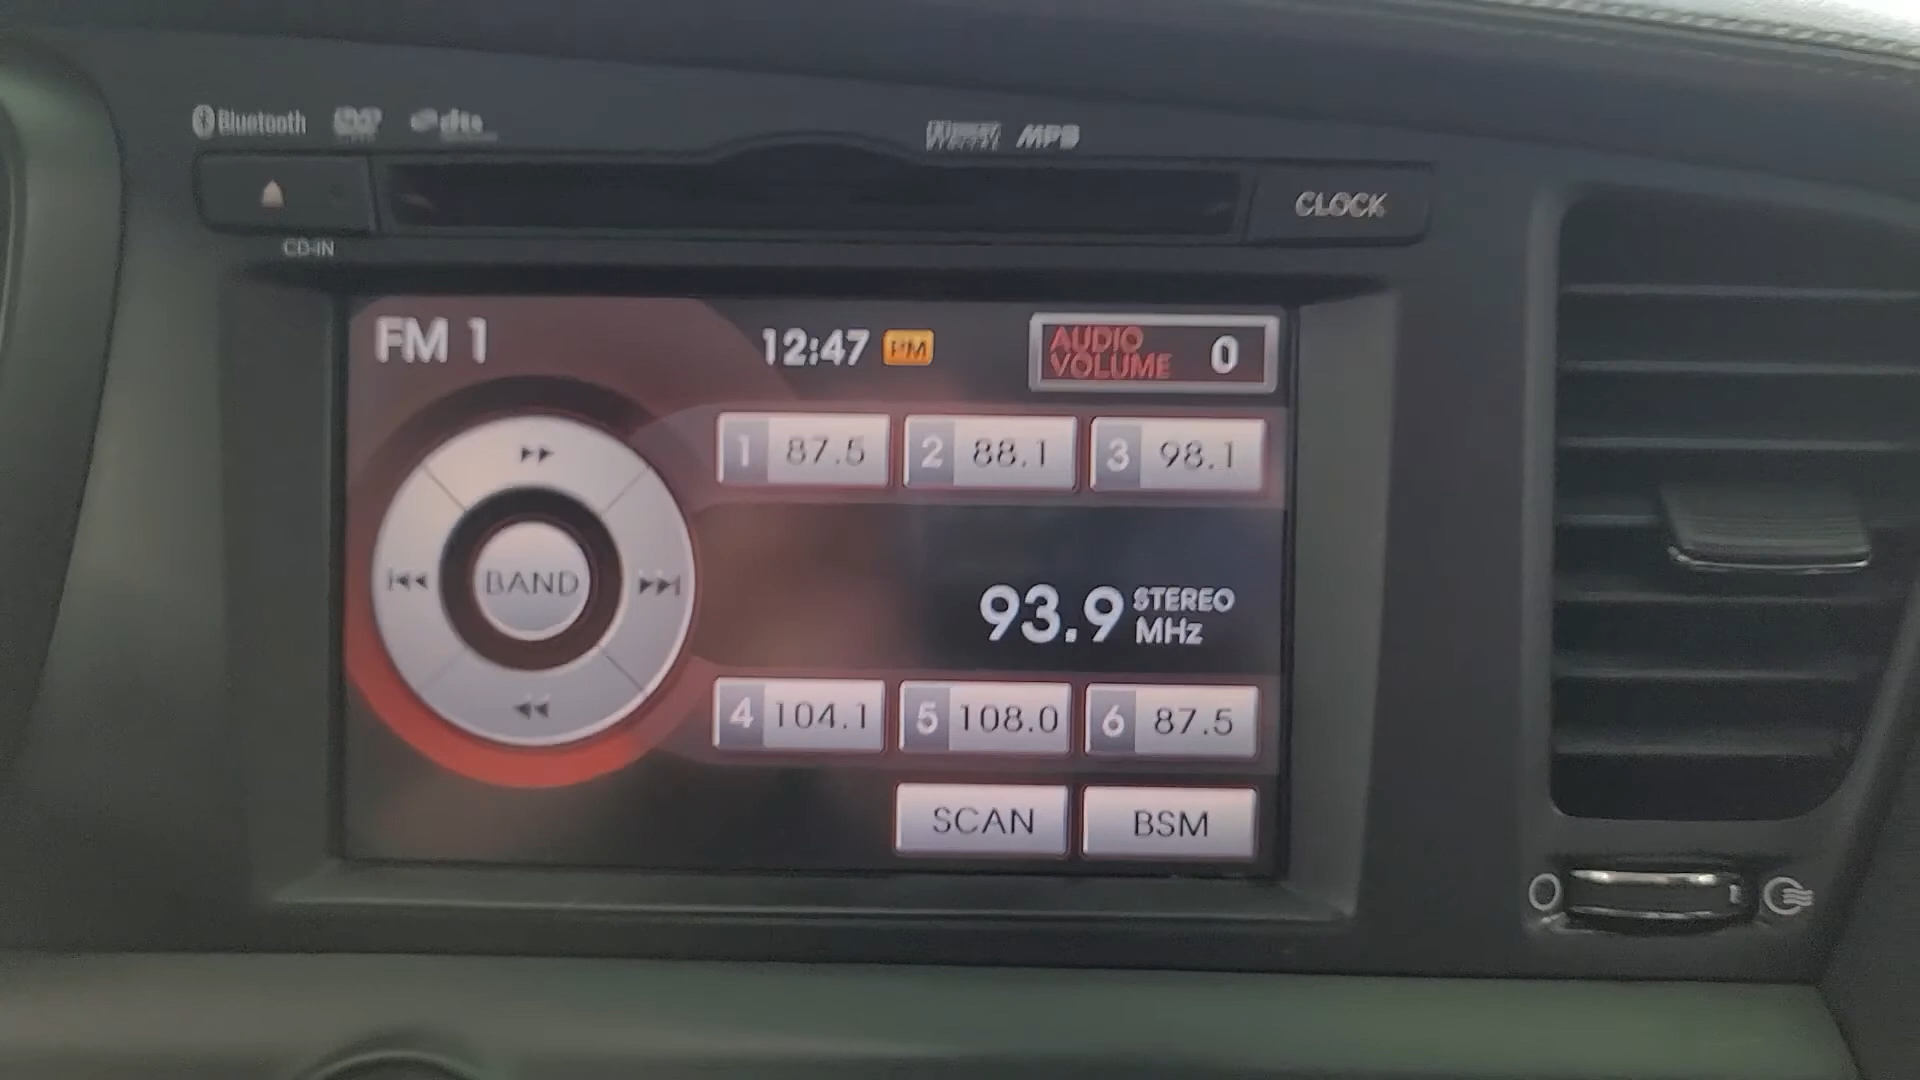 Bluetooth dts MP3
CLOCK
CD-IN
FM 1 12:47 PM AUDIO VOLUME 0
1 87.5 2 88.1 3 98.1
BAND
93.9 STEREO MHz
4 104.1 5 108.0 6 87.5
SCAN BSM